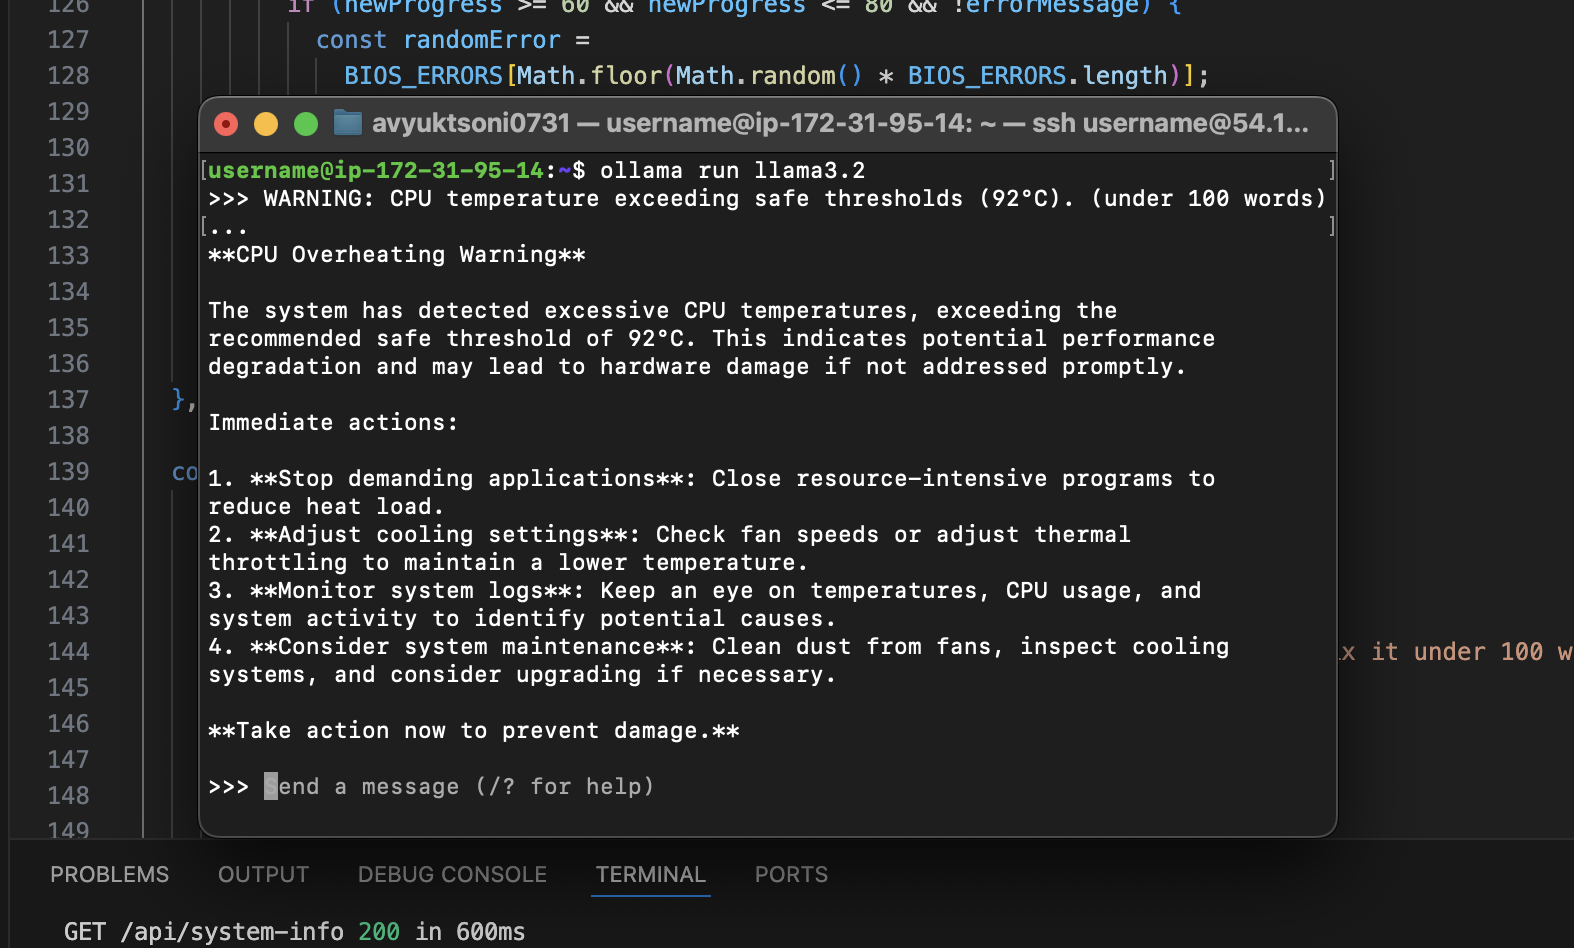 126 if (newProgress >= 60 && newProgress <= 80 && !errorMessage) {
127 const randomError =
128 BIOS_ERRORS[Math.floor(Math.random() * BIOS_ERRORS.length)];
129
130
131
132
133
134
135
136
137 },
138
139 co
140
141
142
143
144 x it under 100 w
145
146
147
148
149
avyuktsoni0731 — username@ip-172-31-95-14: ~ — ssh username@54.1...
[username@ip-172-31-95-14:~$ ollama run llama3.2 ]
>>> WARNING: CPU temperature exceeding safe thresholds (92°C). (under 100 words)
[... ]
**CPU Overheating Warning**
The system has detected excessive CPU temperatures, exceeding the
recommended safe threshold of 92°C. This indicates potential performance
degradation and may lead to hardware damage if not addressed promptly.
Immediate actions:
1. **Stop demanding applications**: Close resource-intensive programs to
reduce heat load.
2. **Adjust cooling settings**: Check fan speeds or adjust thermal
throttling to maintain a lower temperature.
3. **Monitor system logs**: Keep an eye on temperatures, CPU usage, and
system activity to identify potential causes.
4. **Consider system maintenance**: Clean dust from fans, inspect cooling
systems, and consider upgrading if necessary.
**Take action now to prevent damage.**
>>> Send a message (/? for help)
PROBLEMS OUTPUT DEBUG CONSOLE TERMINAL PORTS
GET /api/system-info 200 in 600ms